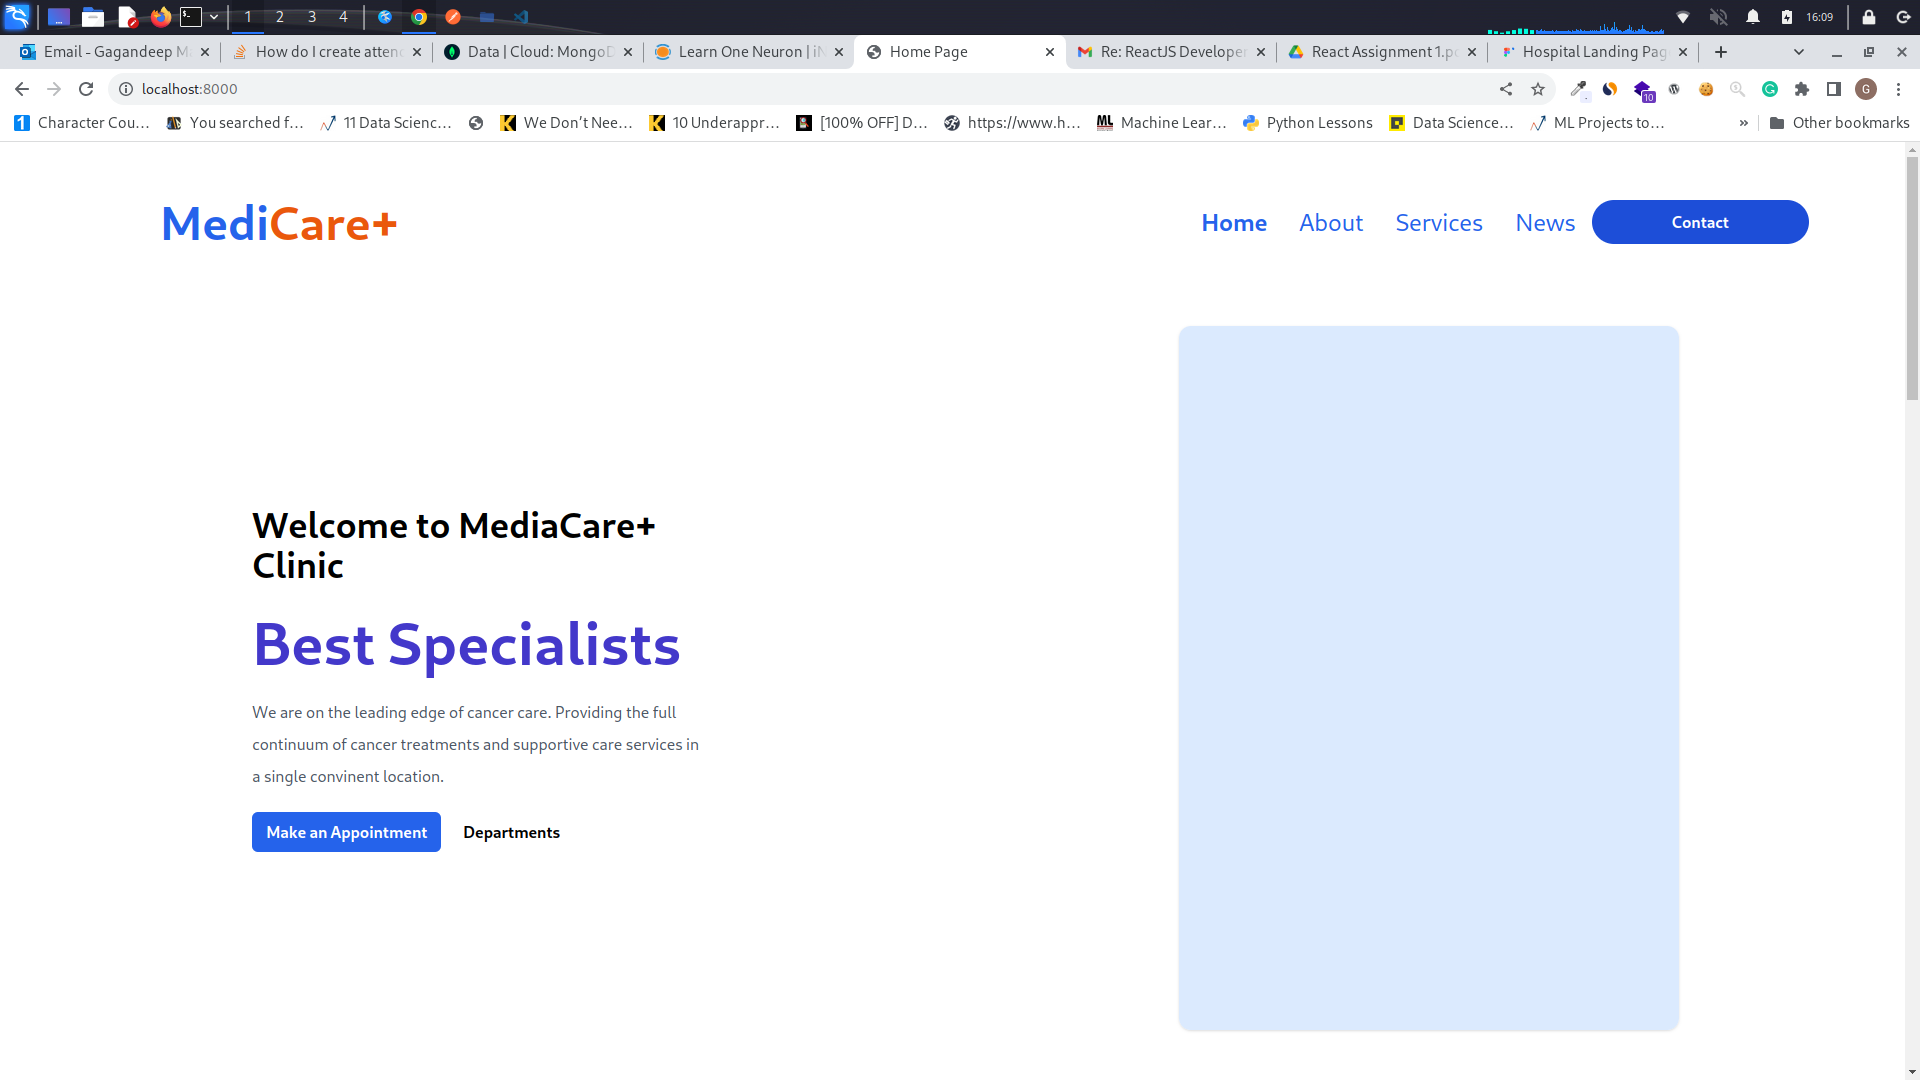 1 2 3 4 16:09
Email - Gagandeep M
How do I create atten
Data | Cloud: MongoD
Learn One Neuron | iN
Home Page
Re: ReactJS Developer
React Assignment 1.p
Hospital Landing Pag
localhost:8000
10
G
Character Cou…
You searched f…
11 Data Scienc…
We Don't Nee…
10 Underappr…
[100% OFF] D…
https://www.h…
Machine Lear…
Python Lessons
Data Science…
ML Projects to…
»
Other bookmarks
MediCare+
Home About Services News Contact
Welcome to MediaCare+
Clinic
Best Specialists
We are on the leading edge of cancer care. Providing the full
continuum of cancer treatments and supportive care services in
a single convinent location.
Make an Appointment Departments